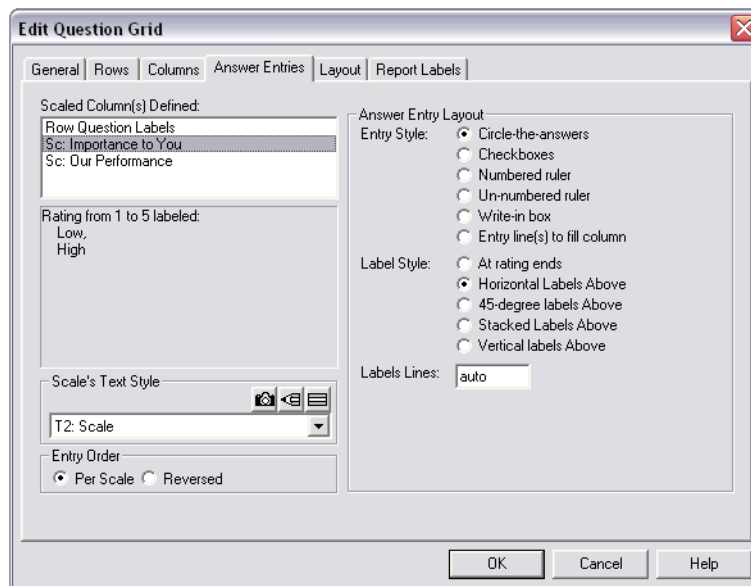 Edit Question Grid
General Rows Columns Answer Entries Layout Report Labels
Scaled Column(s) Defined:
Row Question Labels
Sc: Importance to You
Sc: Our Performance
Rating from 1 to 5 labeled:
Low,
High
Scale's Text Style
T2: Scale
Entry Order
Per Scale Reversed
Answer Entry Layout
Entry Style: Circle-the-answers
Checkboxes
Numbered ruler
Un-numbered ruler
Write-in box
Entry line(s) to fill column
Label Style: At rating ends
Horizontal Labels Above
45-degree labels Above
Stacked Labels Above
Vertical labels Above
Labels Lines: auto
OK Cancel Help